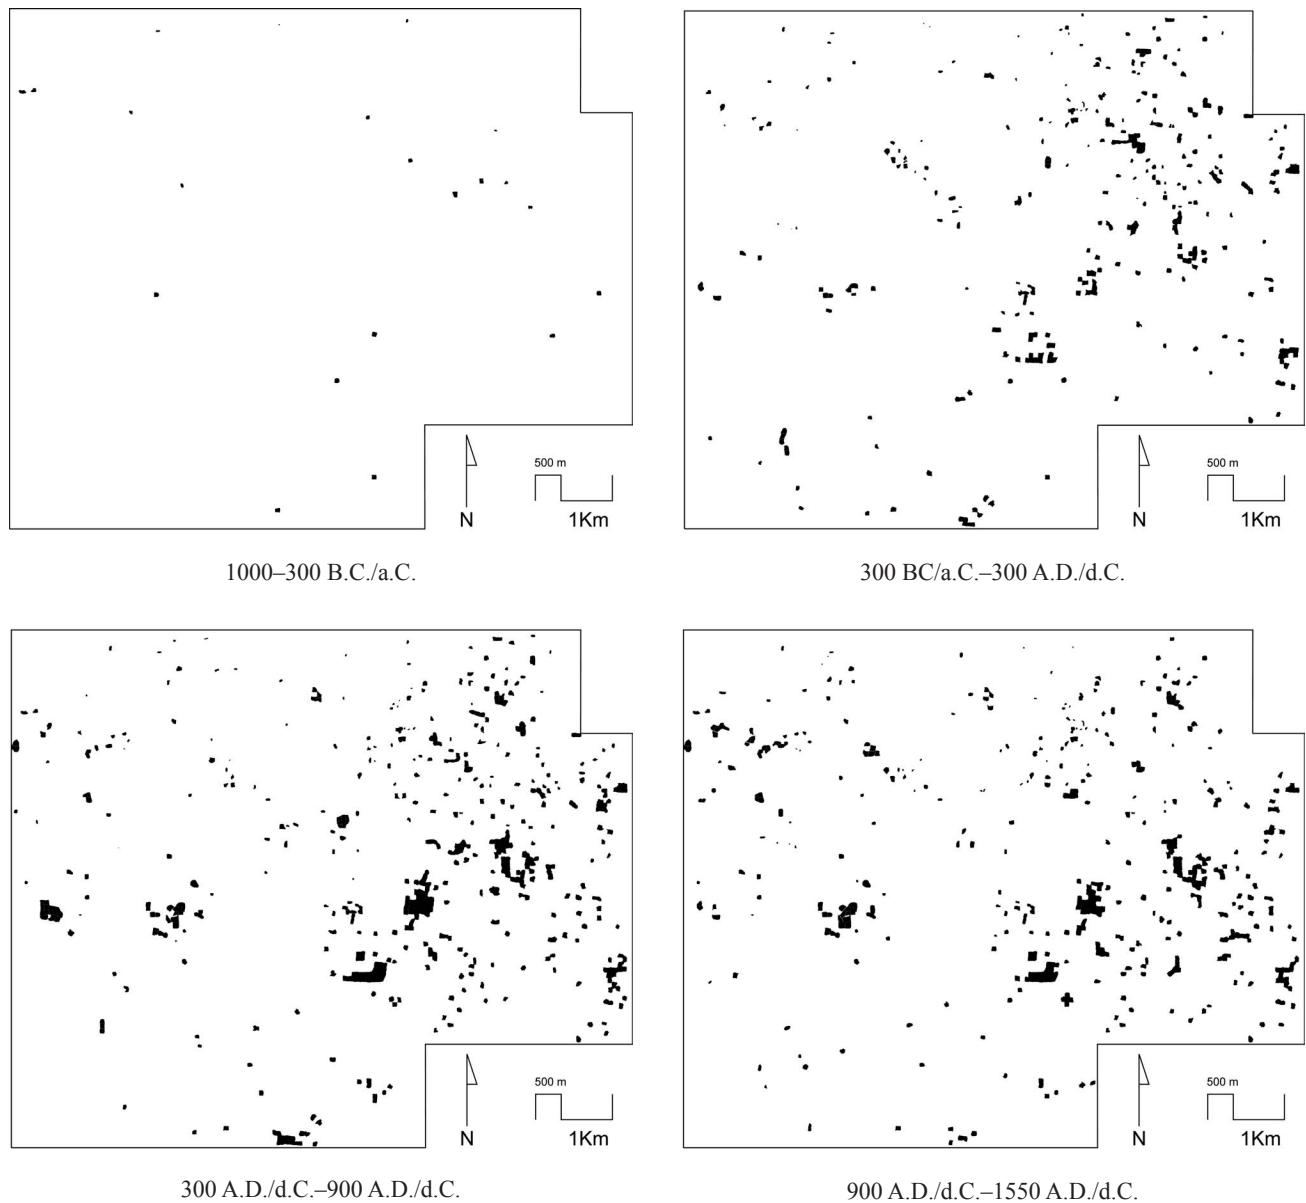 500 m
N
1Km
1000–300 B.C./a.C.
500 m
N
1Km
300 BC/a.C.–300 A.D./d.C.
500 m
N
1Km
300 A.D./d.C.–900 A.D./d.C.
500 m
N
1Km
900 A.D./d.C.–1550 A.D./d.C.